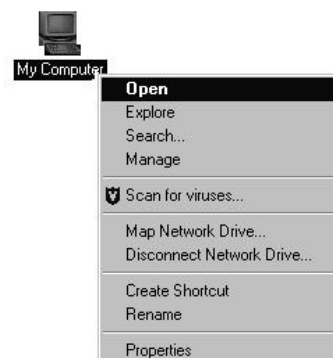 My Computer
Open
Explore
Search...
Manage
Scan for viruses...
Map Network Drive...
Disconnect Network Drive...
Create Shortcut
Rename
Properties